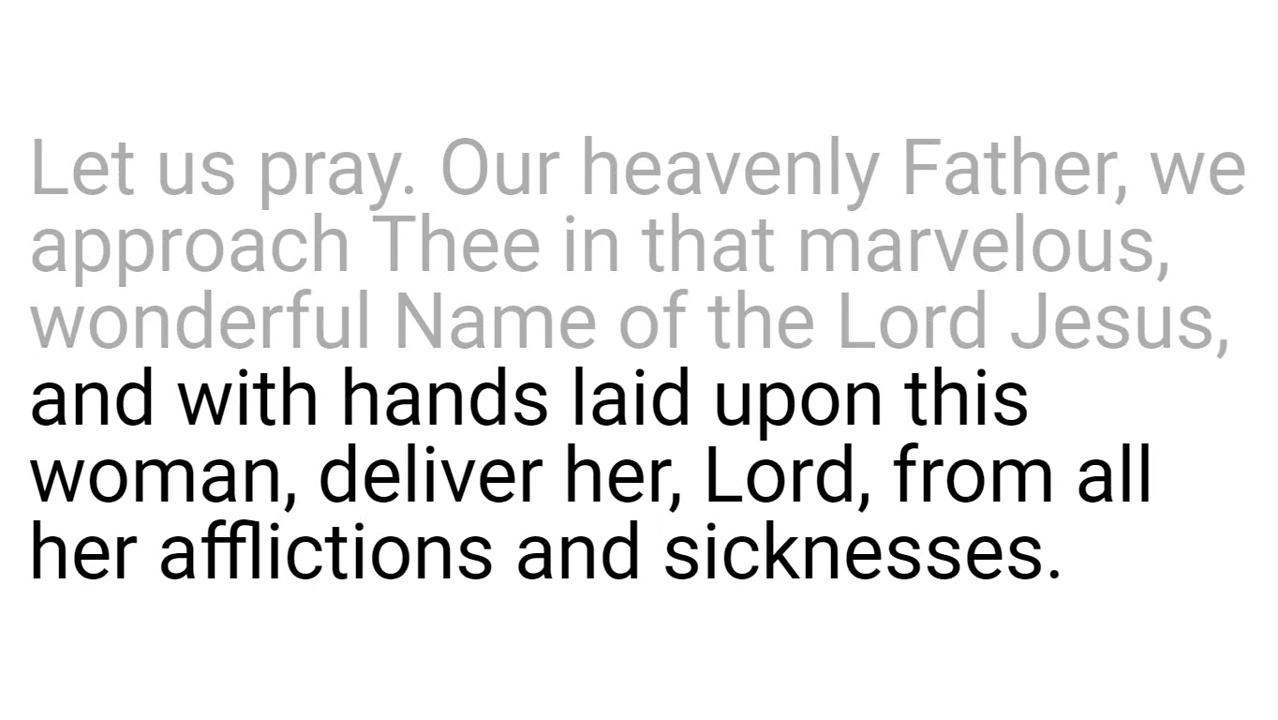 Let us pray. Our heavenly Father, we
approach Thee in that marvelous,
wonderful Name of the Lord Jesus,
and with hands laid upon this
woman, deliver her, Lord, from all
her afflictions and sicknesses.